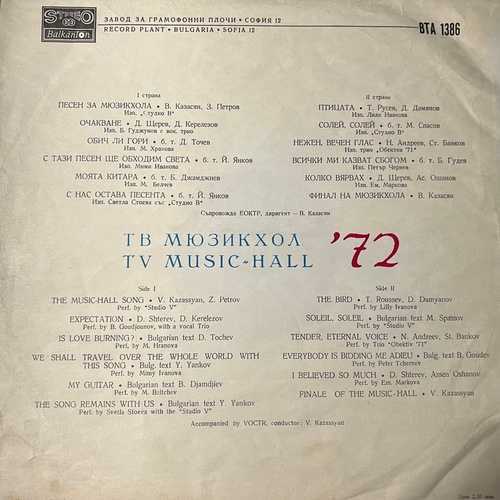 STEREO
Balkanton
ЗАВОД ЗА ГРАМОФОННИ ПЛОЧИ • СОФИЯ 12
RECORD PLANT • BULGARIA • SOFIA 12
ВТА 1386
I страна
ПЕСЕН ЗА МЮЗИКХОЛА • В. Казасян, З. Петров
Изп. „Студио В"
ОЧАКВАНЕ • Д. Щерев, Д. Керелезов
Изп. Б. Гуджунов с вок. трио
ОБИЧ ЛИ ГОРИ • б. т. Д. Точев
Изп. М. Хранова
С ТАЗИ ПЕСЕН ЩЕ ОБХОДИМ СВЕТА • б. т. Й. Янков
Изп. Мими Иванова
МОЯТА КИТАРА • б. т. Б. Джамджиев
Изп. М. Белчев
С НАС ОСТАВА ПЕСЕНТА • б. т. Й. Янков
Изп. Светла Стоева със „Студио В"
II страна
ПТИЦАТА • Т. Русев, Д. Дамянов
Изп. Лили Иванова
СОЛЕЙ, СОЛЕЙ • б. т. М. Спасов
Изп. „Студио В"
НЕЖЕН, ВЕЧЕН ГЛАС • Н. Андреев, Ст. Банков
Изп. трио „Обектив 71"
ВСИЧКИ МИ КАЗВАТ СБОГОМ • б. т. Б. Гудев
Изп. Петър Чернев
КОЛКО ВЯРВАХ • Д. Щерев, Ас. Ошанов
Изп. Ем. Маркова
ФИНАЛ НА МЮЗИКХОЛА • В. Казасян
Съпровожда ЕОКТР, диригент – В. Казасян
ТВ МЮЗИКХОЛ
TV MUSIC-HALL
'72
Side I
THE MUSIC-HALL SONG • V. Kazassyan, Z. Petrov
Perf. by "Studio V"
EXPECTATION • D. Shterev, D. Kerelezov
Perf. by B. Goudjounov, with a vocal Trio
IS LOVE BURNING? • Bulgarian text D. Tochev
Perf. by M. Hranova
WE SHALL TRAVEL OVER THE WHOLE WORLD WITH
THIS SONG • Bulg. text Y. Yankov
Perf. by Mimy Ivanova
MY GUITAR • Bulgarian text B. Djamdjiev
Perf. by M. Beltchev
THE SONG REMAINS WITH US • Bulgarian text Y. Yankov
Perf. by Svetla Stoeva with the "Studio V"
Side II
THE BIRD • T. Roussev, D. Damyanov
Perf. by Lilly Ivanova
SOLEIL, SOLEIL • Bulgarian text M. Spassov
Perf. by "Studio V"
TENDER, ETERNAL VOICE • N. Andreev, St. Bankov
Perf. by Trio "Obektiv 71"
EVERYBODY IS BIDDING ME ADIEU • Bulg. text B. Goudev
Perf. by Peter Tchernev
I BELIEVED SO MUCH • D. Shterev, Assen Oshanov
Perf. by Em. Markova
FINALE OF THE MUSIC-HALL • V. Kazassyan
Accompanied by VOCTR, conductor: V. Kazassyan